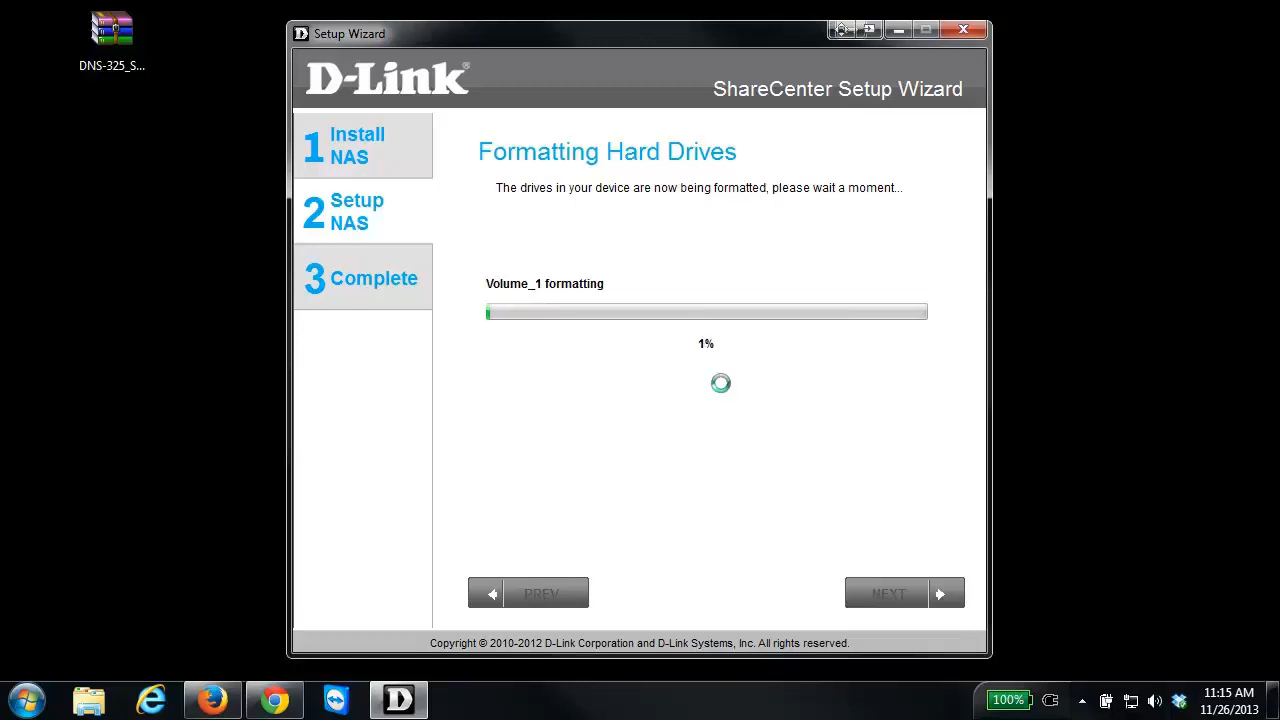 DNS-325_S...
Setup Wizard
D-Link®
ShareCenter Setup Wizard
1 Install NAS
2 Setup NAS
3 Complete
Formatting Hard Drives
The drives in your device are now being formatted, please wait a moment...
Volume_1 formatting
1%
PREV
NEXT
Copyright © 2010-2012 D-Link Corporation and D-Link Systems, Inc. All rights reserved.
100%
11:15 AM
11/26/2013